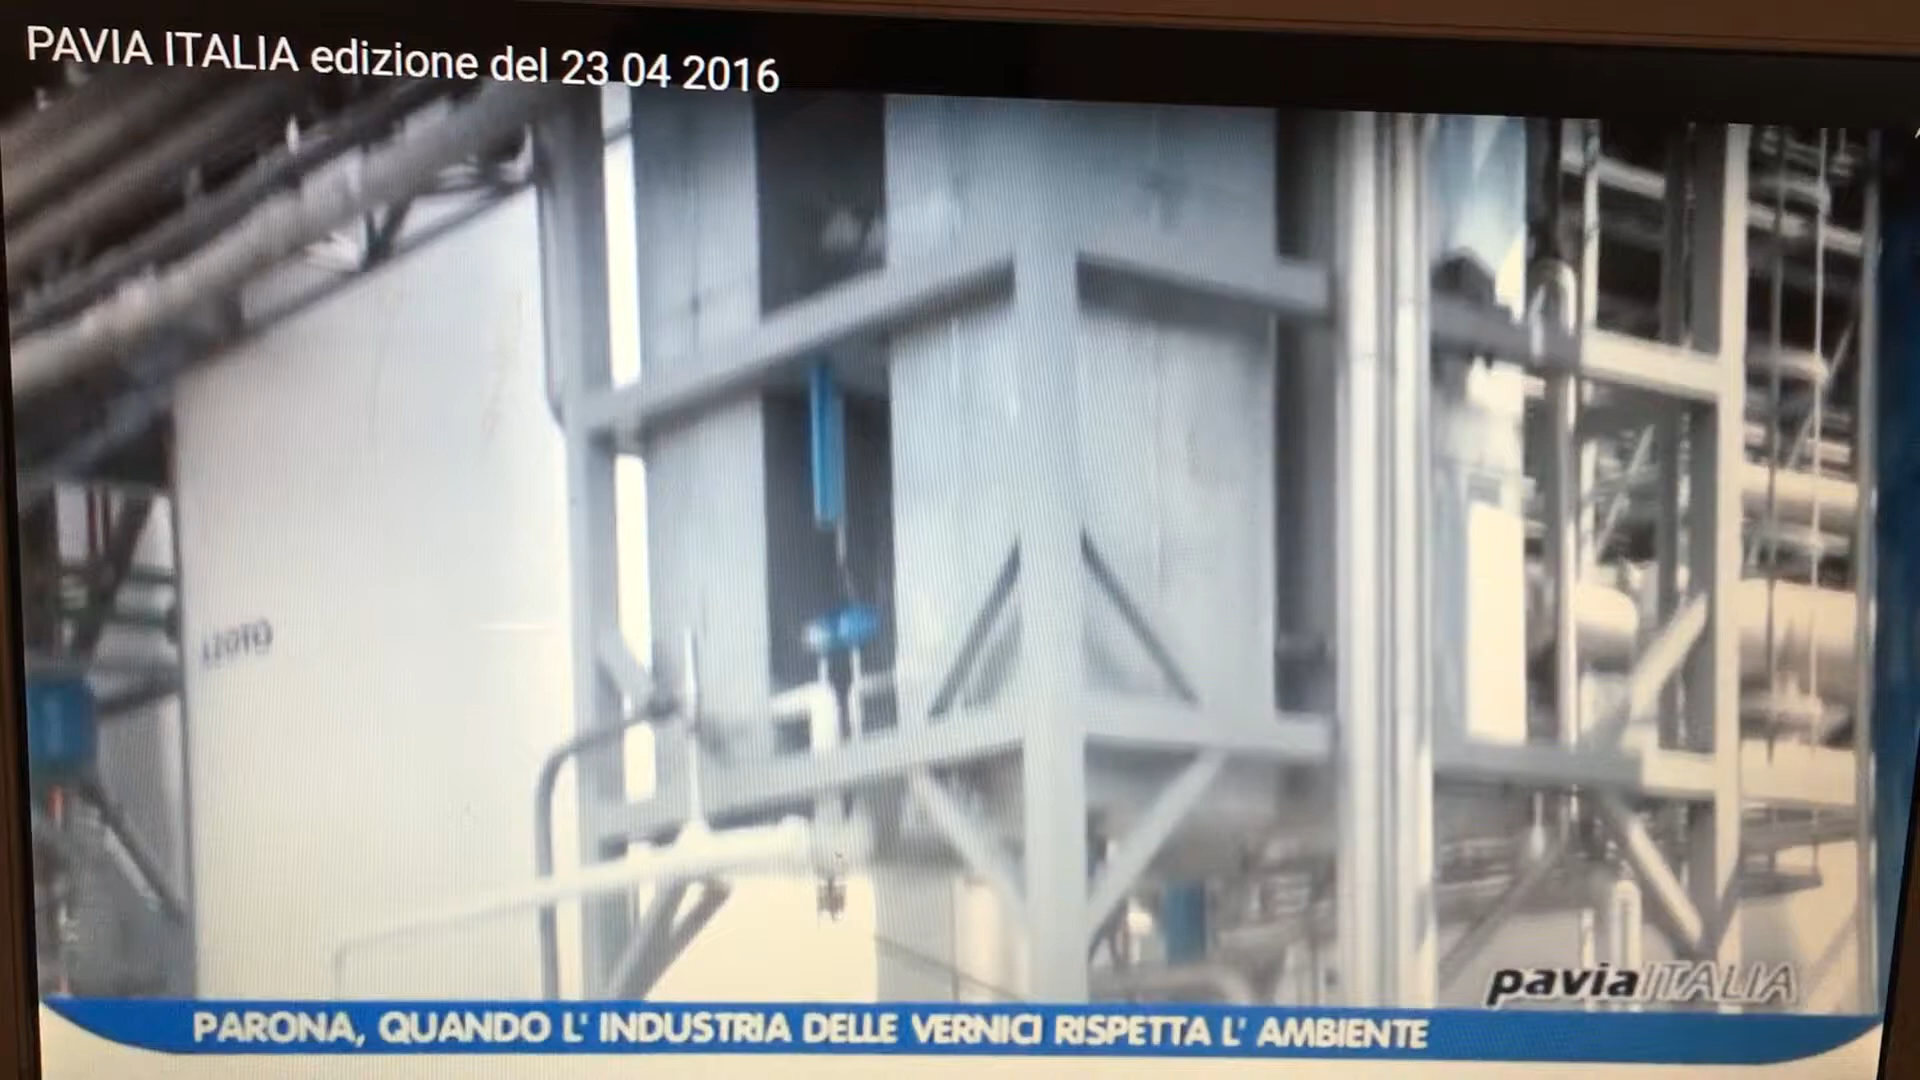 PAVIA ITALIA edizione del 23 04 2016
paviaITALIA
PARONA, QUANDO L' INDUSTRIA DELLE VERNICI RISPETTA L' AMBIENTE